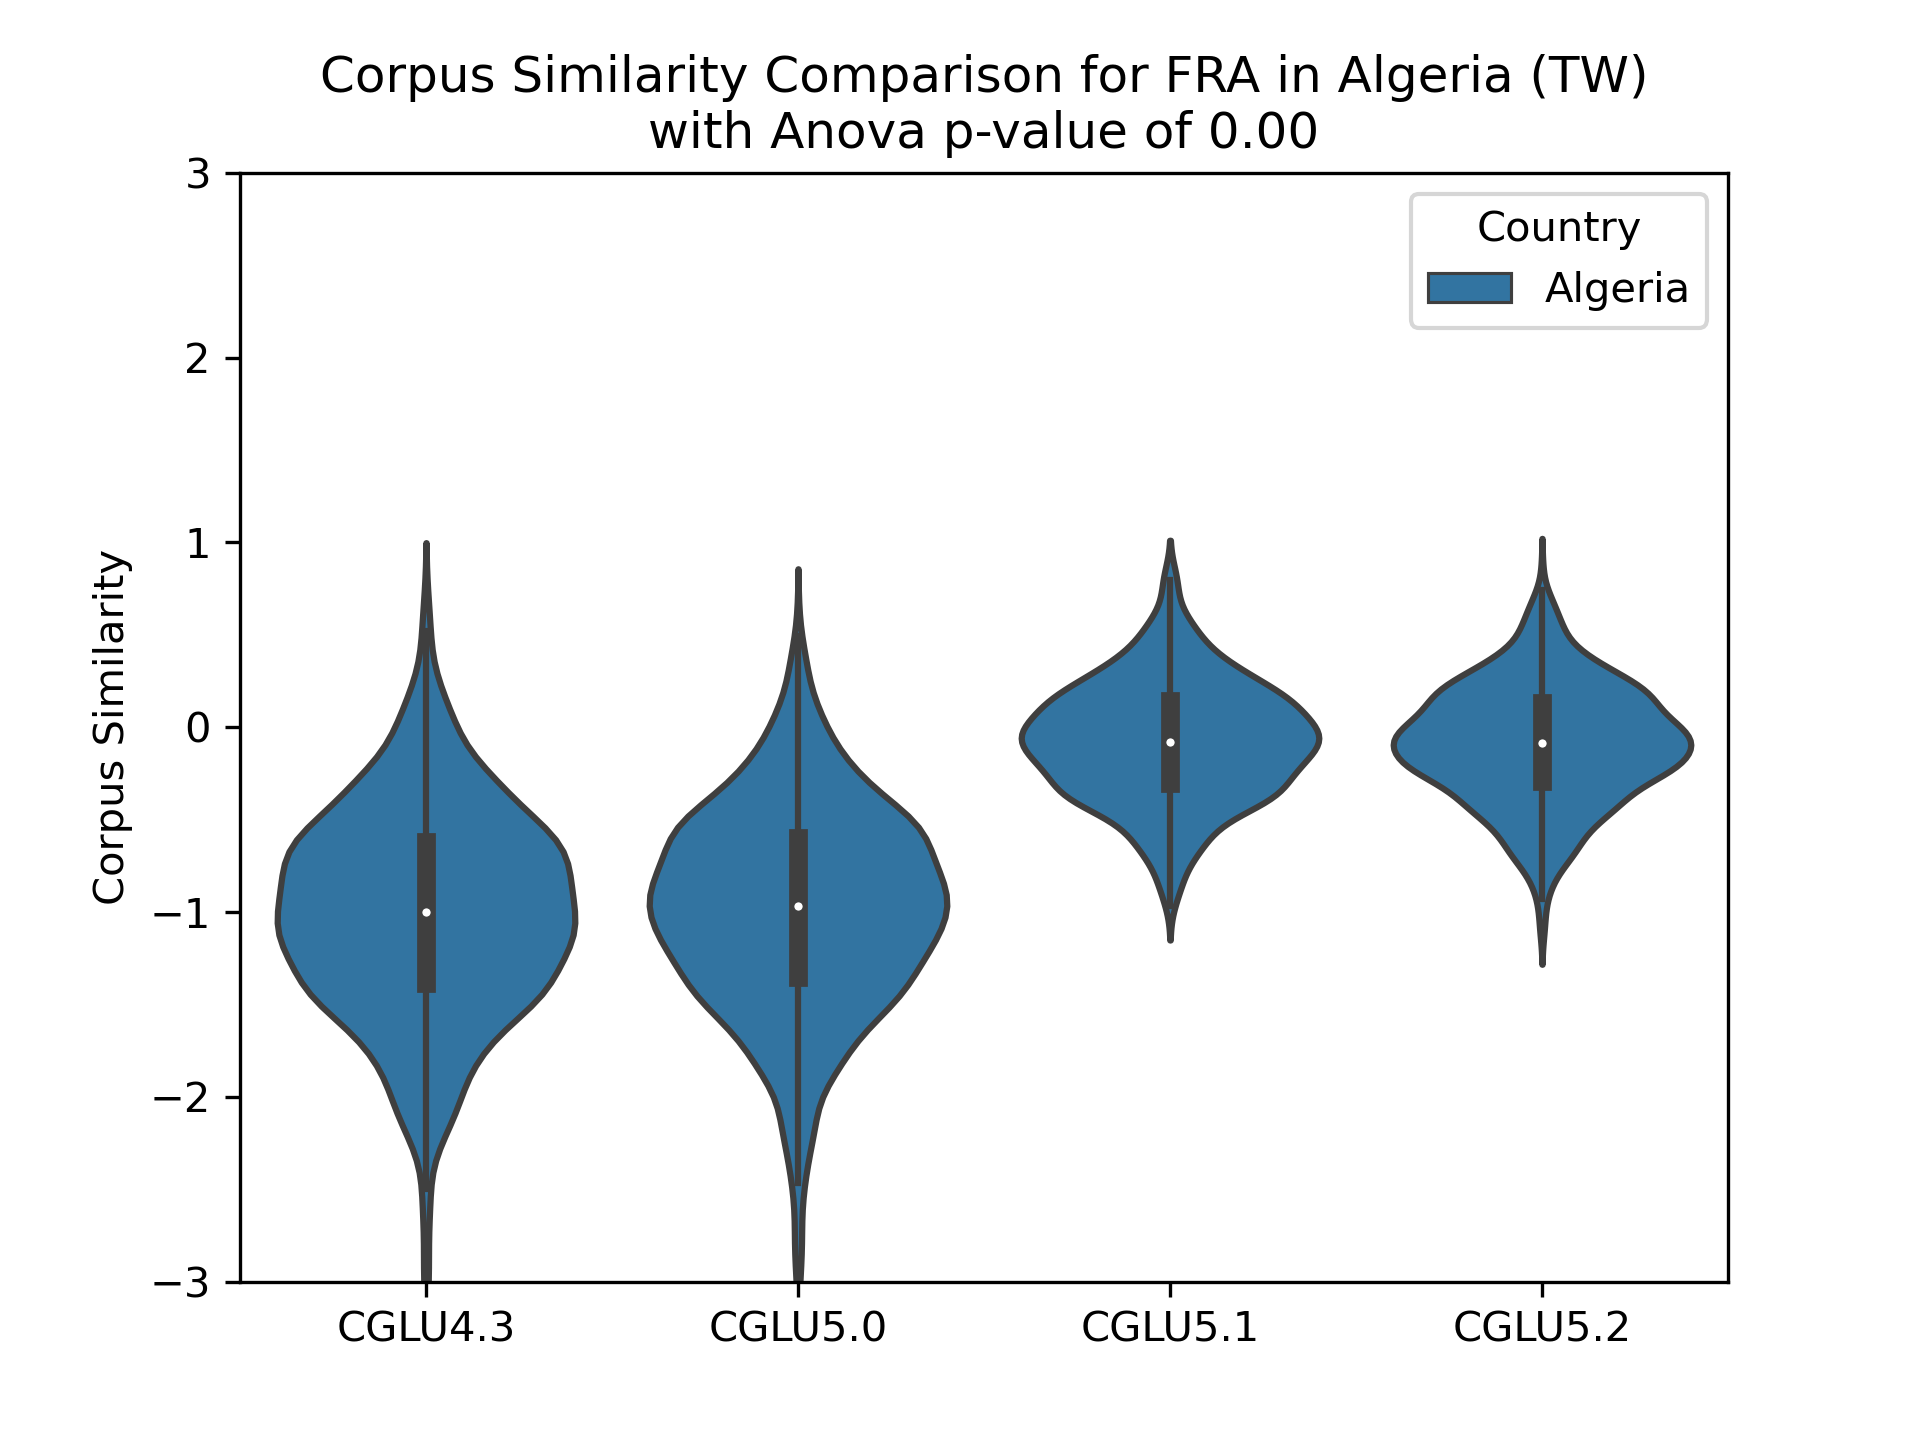 Corpus Similarity Comparison for FRA in Algeria (TW)
with Anova p-value of 0.00
Country
Algeria
Corpus Similarity
3
2
1
0
−1
−2
−3
CGLU4.3
CGLU5.0
CGLU5.1
CGLU5.2